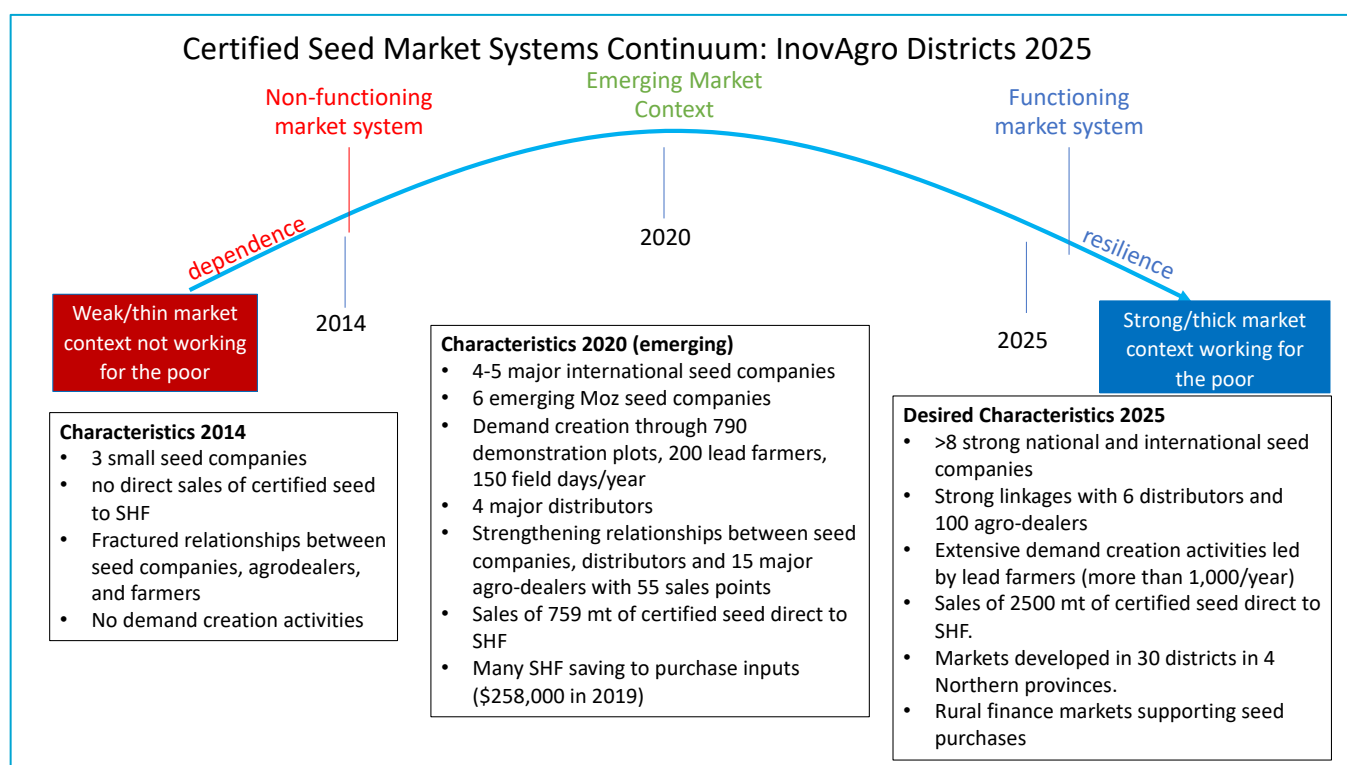 Certified Seed Market Systems Continuum: InovAgro Districts 2025
Non-functioning
market system
Emerging Market
Context
Functioning
market system
dependence
resilience
2014
2020
2025
Weak/thin market
context not working
for the poor
Strong/thick market
context working for
the poor
Characteristics 2014
• 3 small seed companies
• no direct sales of certified seed
to SHF
• Fractured relationships between
seed companies, agrodealers,
and farmers
• No demand creation activities
Characteristics 2020 (emerging)
• 4-5 major international seed companies
• 6 emerging Moz seed companies
• Demand creation through 790
demonstration plots, 200 lead farmers,
150 field days/year
• 4 major distributors
• Strengthening relationships between seed
companies, distributors and 15 major
agro-dealers with 55 sales points
• Sales of 759 mt of certified seed direct to
SHF
• Many SHF saving to purchase inputs
($258,000 in 2019)
Desired Characteristics 2025
• >8 strong national and international seed
companies
• Strong linkages with 6 distributors and
100 agro-dealers
• Extensive demand creation activities led
by lead farmers (more than 1,000/year)
• Sales of 2500 mt of certified seed direct to
SHF.
• Markets developed in 30 districts in 4
Northern provinces.
• Rural finance markets supporting seed
purchases